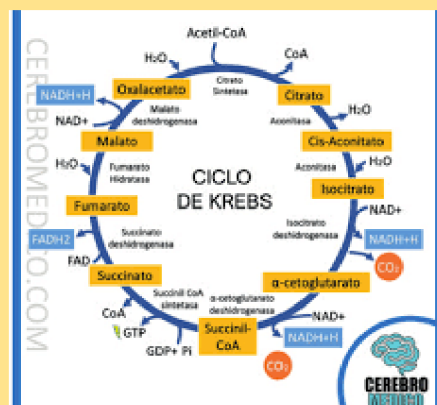 Acetil-CoA
H₂O
CoA
Citrato
Sintetasa
Oxalacetato
Citrato
NADH+H
Malato
deshidrogenasa
Aconitasa
H₂O
NAD+
Malato
Cis-Aconitato
H₂O
Fumarato
Hidratasa
Aconitasa
H₂O
CICLO
DE KREBS
Isocitrato
Fumarato
NAD+
Isocitrato
deshidrogenasa
FADH2
Succinato
deshidrogenasa
NADH+H
FAD
CO₂
Succinato
α-cetoglutarato
Succinil CoA
sintetasa
α-cetoglutarato
deshidrogenasa
CoA
NAD+
GTP
Succinil-
CoA
NADH+H
GDP+ Pi
CO₂
CEREBROMEDICO.COM
CEREBRO
MEDICO